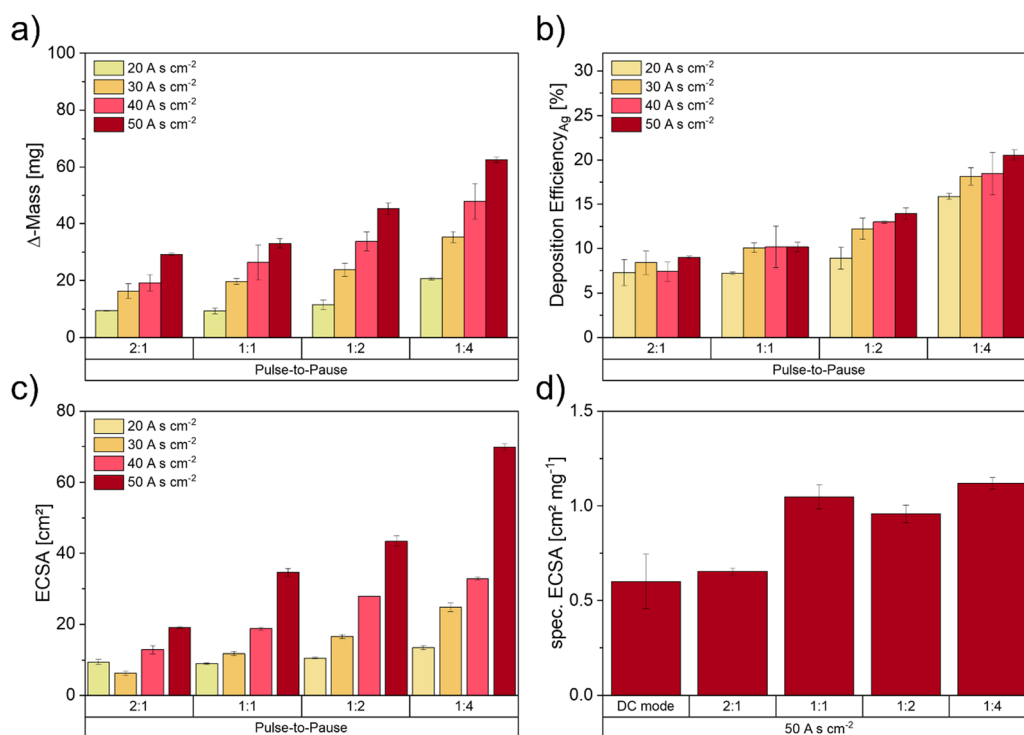 a)
Δ-Mass [mg]
100
80
60
40
20
0
20 A s cm⁻²
30 A s cm⁻²
40 A s cm⁻²
50 A s cm⁻²
2:1 1:1 1:2 1:4
Pulse-to-Pause
b)
Deposition Efficiency_Ag [%]
30
25
20
15
10
5
0
20 A s cm⁻²
30 A s cm⁻²
40 A s cm⁻²
50 A s cm⁻²
2:1 1:1 1:2 1:4
Pulse-to-Pause
c)
ECSA [cm²]
80
60
40
20
0
20 A s cm⁻²
30 A s cm⁻²
40 A s cm⁻²
50 A s cm⁻²
2:1 1:1 1:2 1:4
Pulse-to-Pause
d)
spec. ECSA [cm² mg⁻¹]
1.5
1.0
0.5
0.0
DC mode 2:1 1:1 1:2 1:4
50 A s cm⁻²